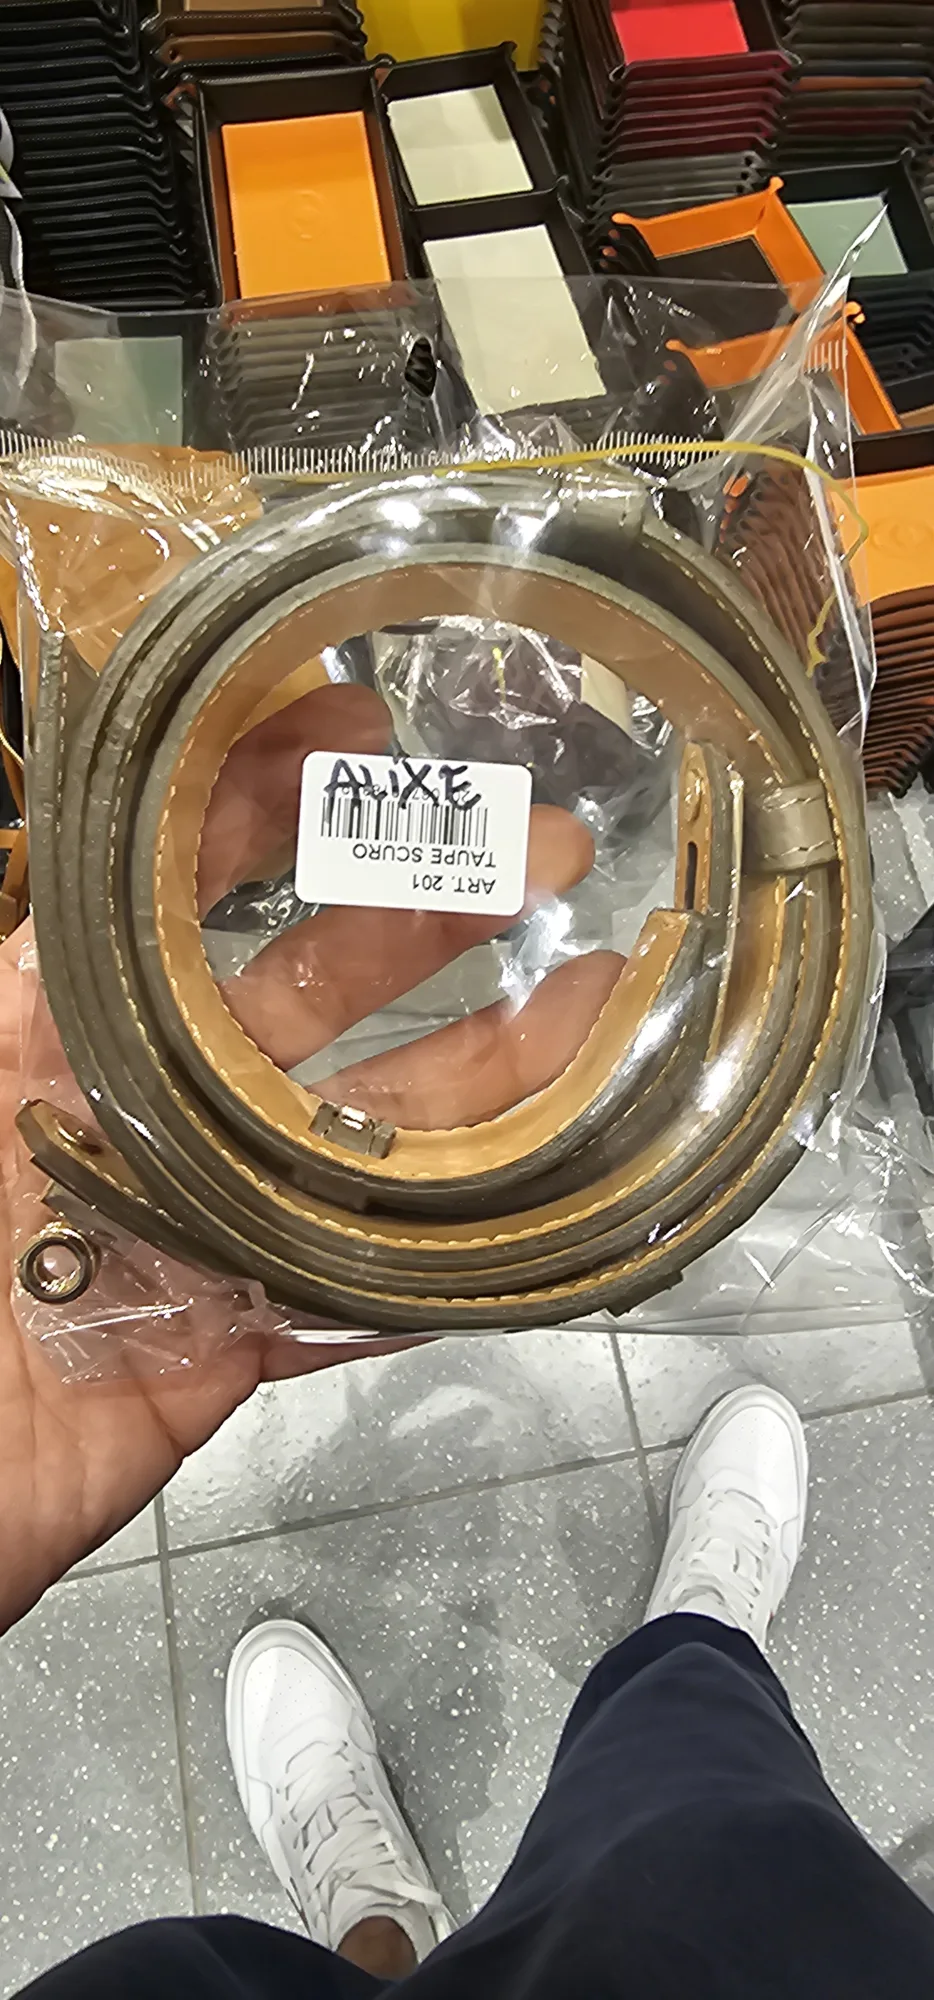 ALIXE
ART. 201
TAUPE SCURO